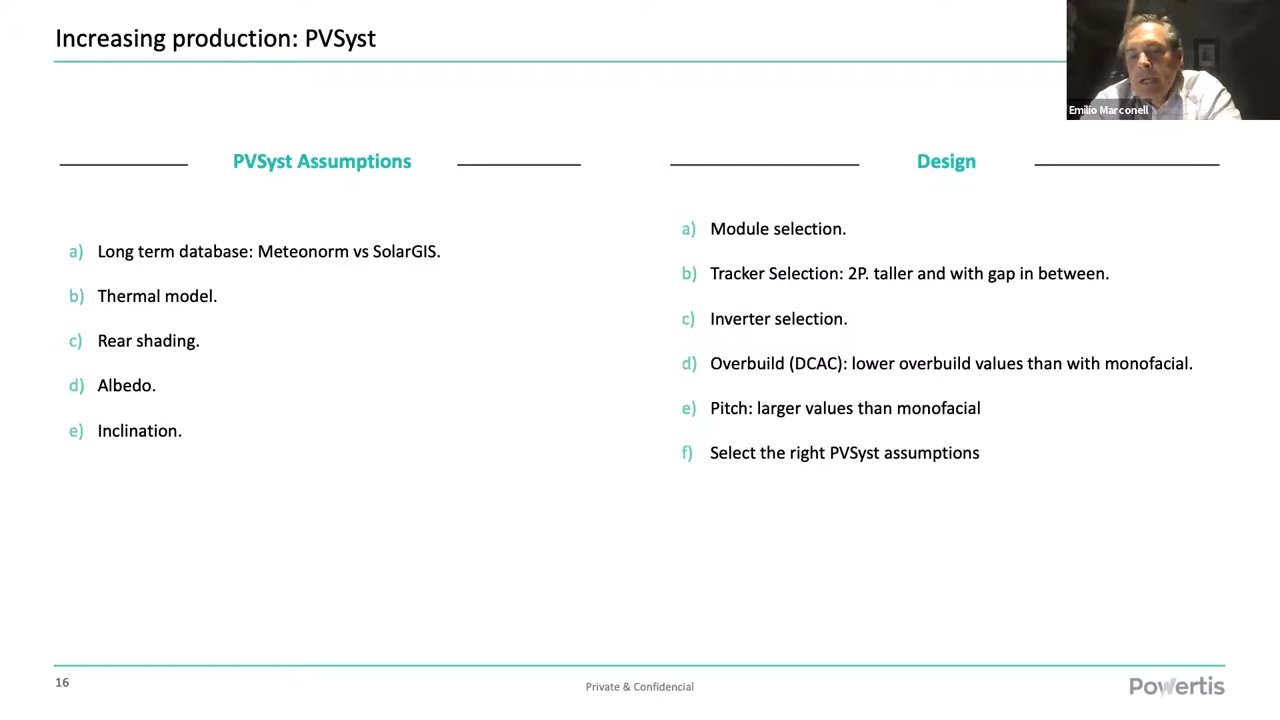 Increasing production: PVSyst
Emilio Marconell
PVSyst Assumptions
a) Long term database: Meteonorm vs SolarGIS.
b) Thermal model.
c) Rear shading.
d) Albedo.
e) Inclination.
Design
a) Module selection.
b) Tracker Selection: 2P. taller and with gap in between.
c) Inverter selection.
d) Overbuild (DCAC): lower overbuild values than with monofacial.
e) Pitch: larger values than monofacial
f) Select the right PVSyst assumptions
16
Private & Confidencial
Powertis